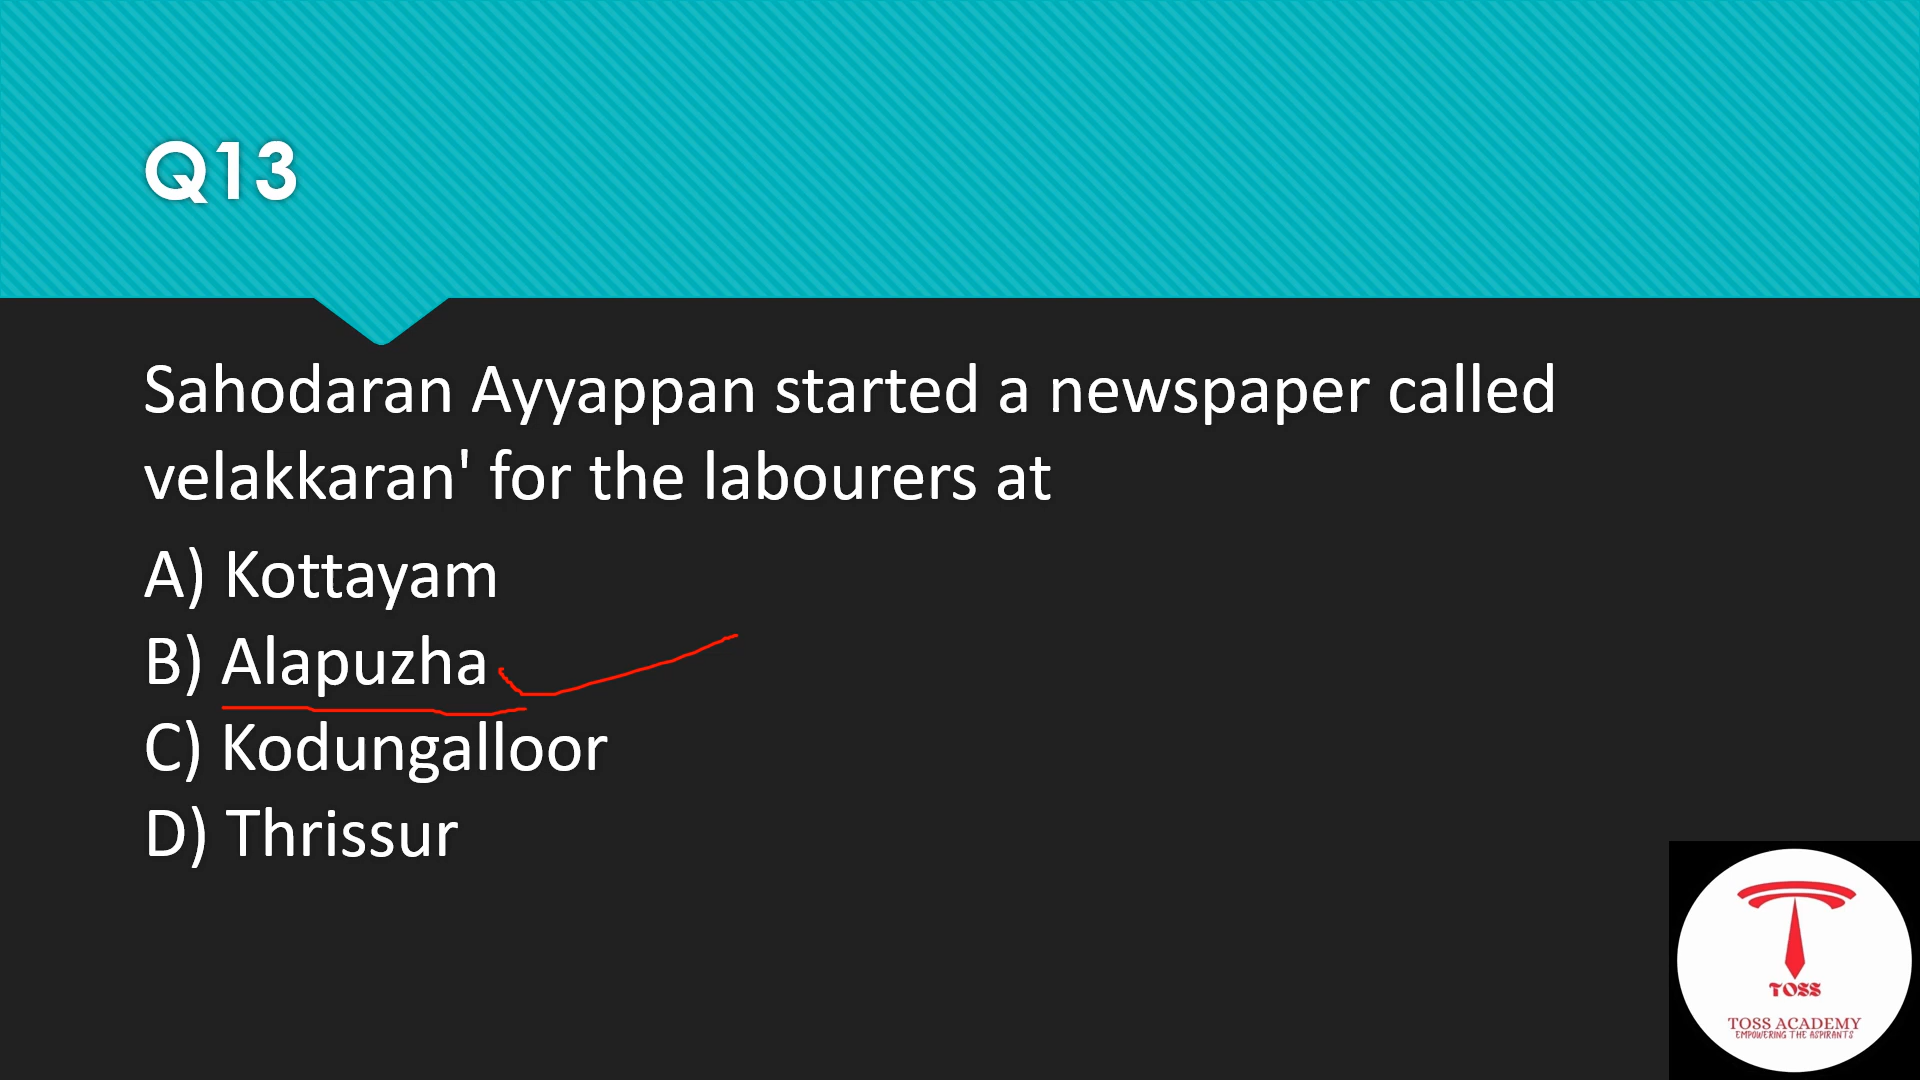 Q13
Sahodaran Ayyappan started a newspaper called
velakkaran' for the labourers at
A) Kottayam
B) Alapuzha
C) Kodungalloor
D) Thrissur
TOSS
TOSS ACADEMY
EMPOWERING THE ASPIRANTS